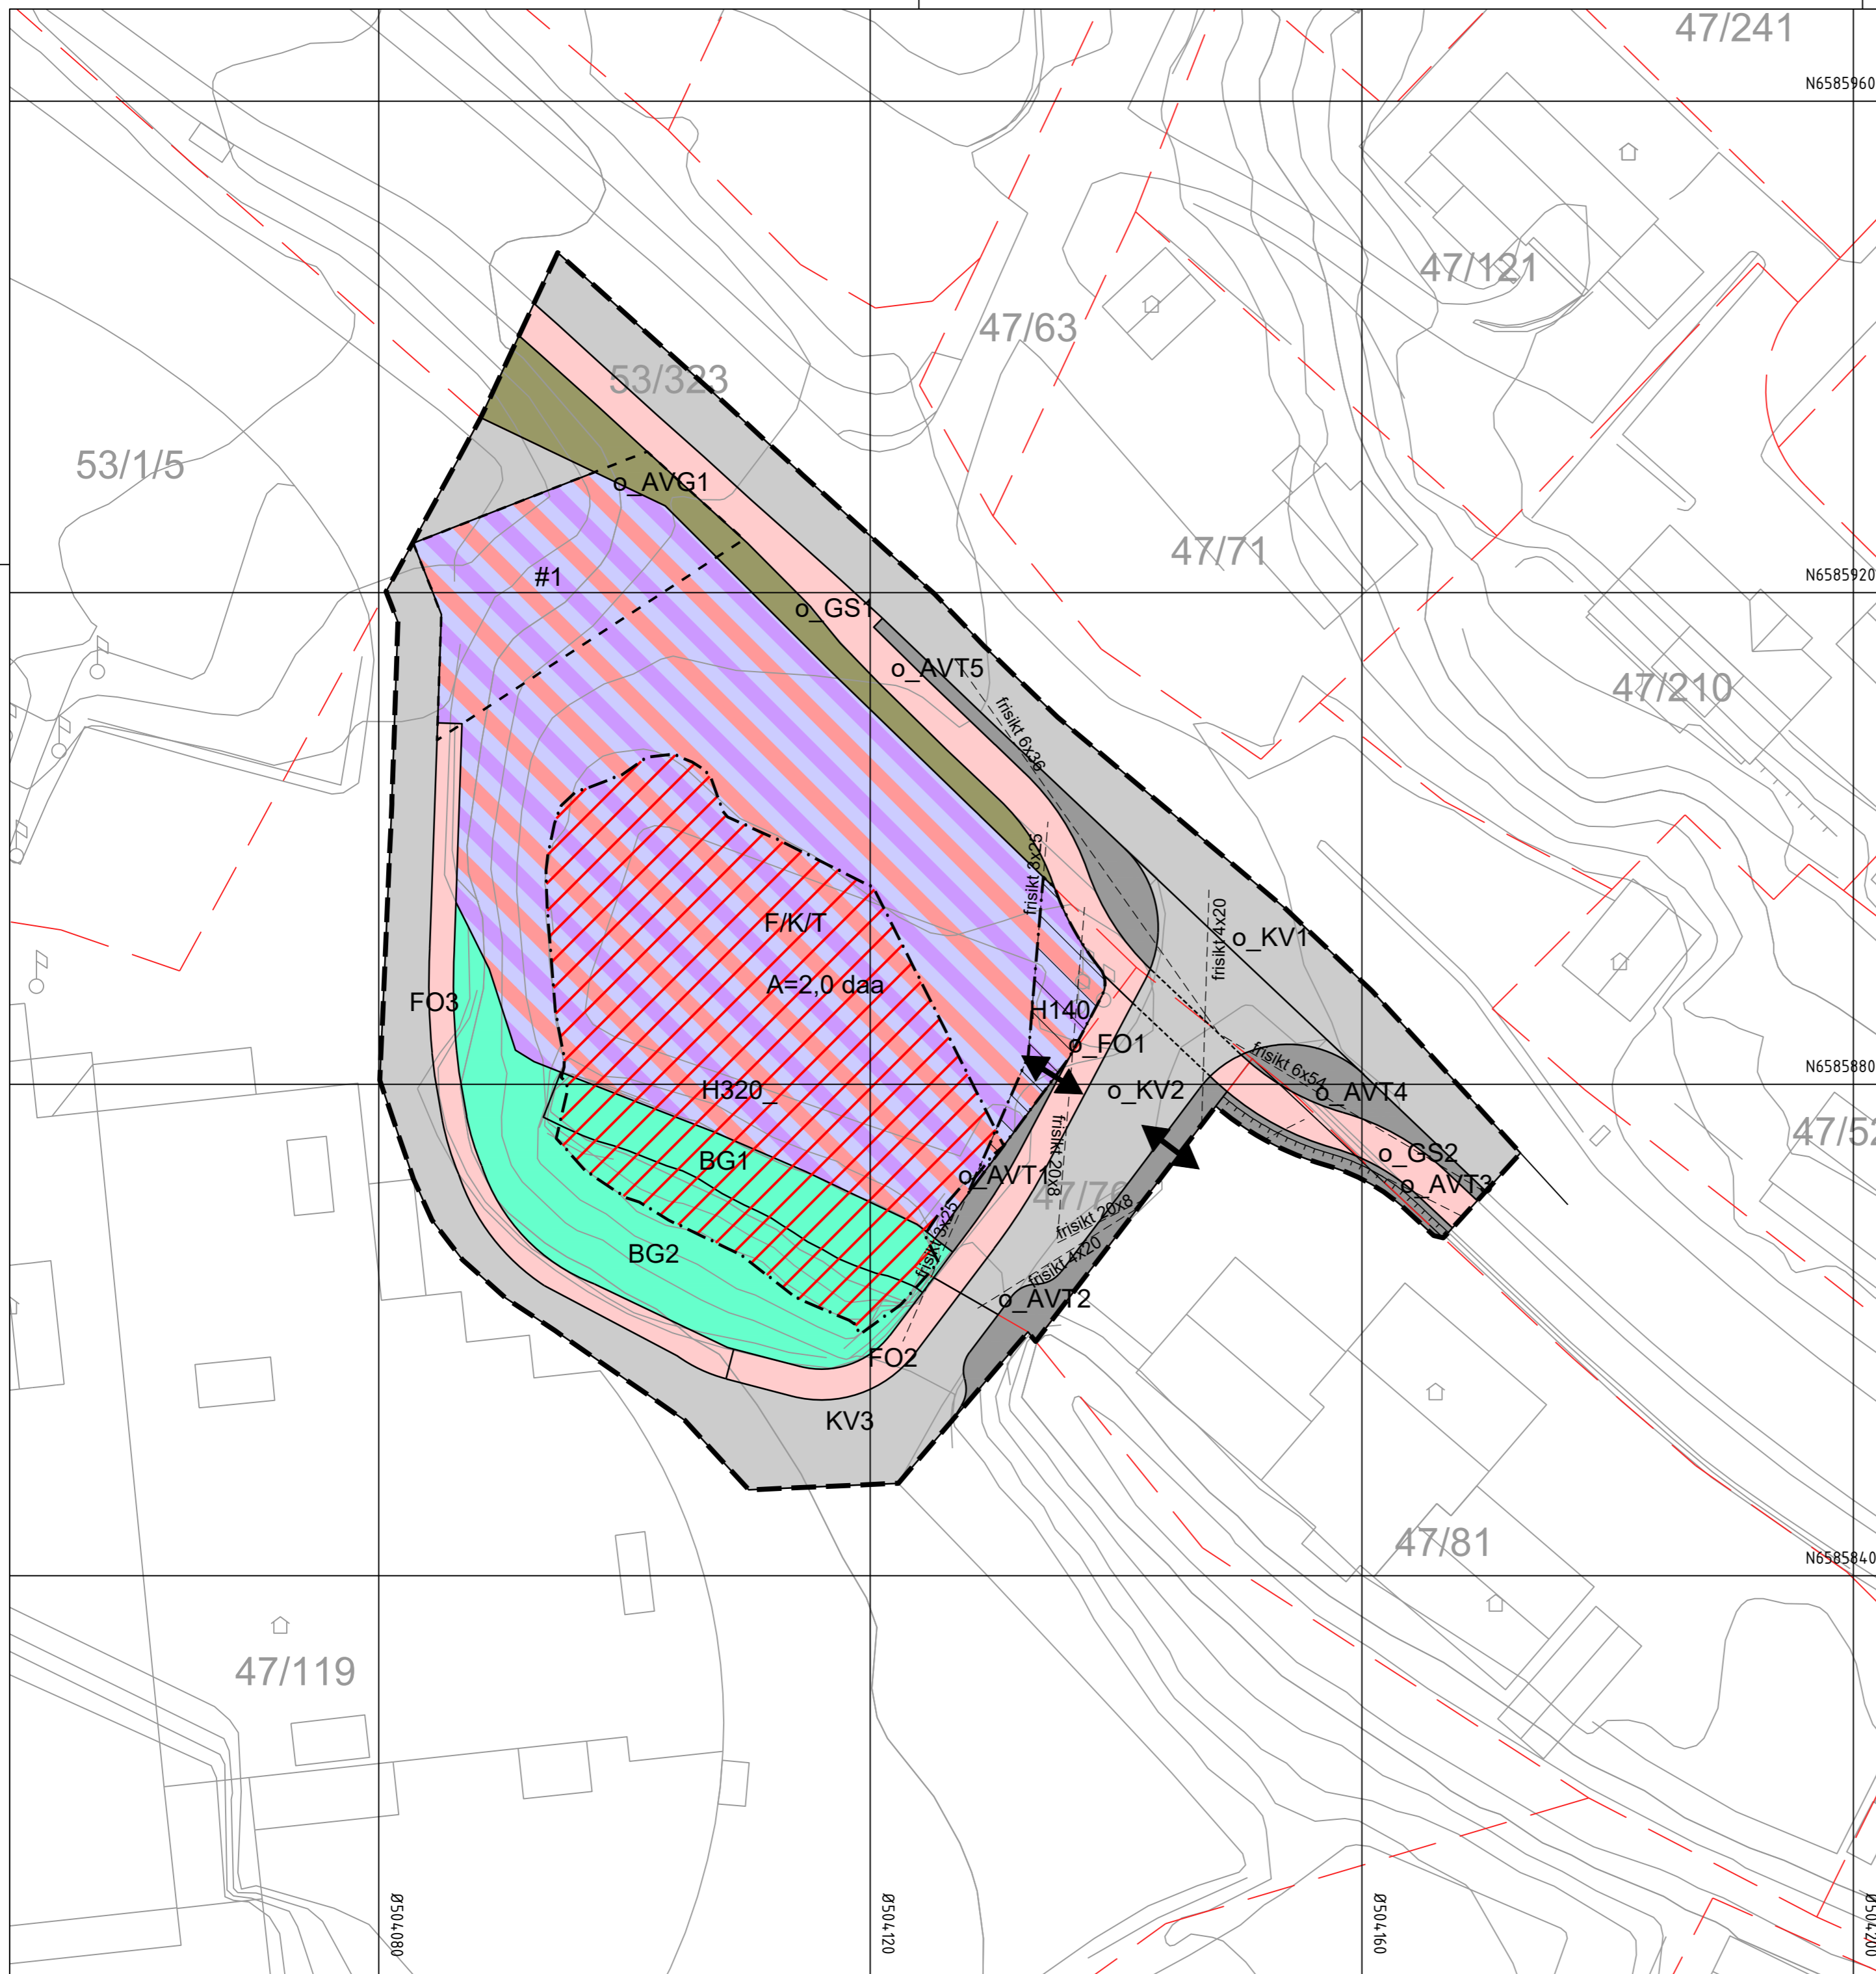 47/241
N6585960
47/121
47/63
53/323
53/1/5
o_AVG1
47/71
#1
N6585920
o_GS1
o_AVT5
47/210
frisikt 6x36
frisikt 3x25
F/K/T
frisikt 4x20
o_KV1
A=2,0 daa
FO3
H140_
o_FO1
frisikt 6x54
N6585880
H320_
o_KV2
o_AVT4
47/52
frisikt 20x8
BG1
o_GS2
o_AVT1
o_AVT3
47/76
frisikt 20x8
frisikt 3x25
BG2
frisikt 4x20
o_AVT2
FO2
KV3
47/81
N6585840
47/119
Ø504080
Ø504120
Ø504160
Ø504200